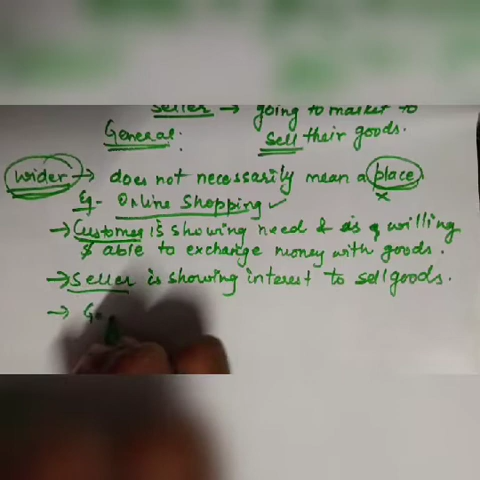 seller → going to market to
General: Sell their goods.
wider → does not necessarily mean a place x
Eg- Online Shopping ✓
→ Customer is showing need & is willing
& able to exchange money with goods.
→ Seller is showing interest to sell goods.
→